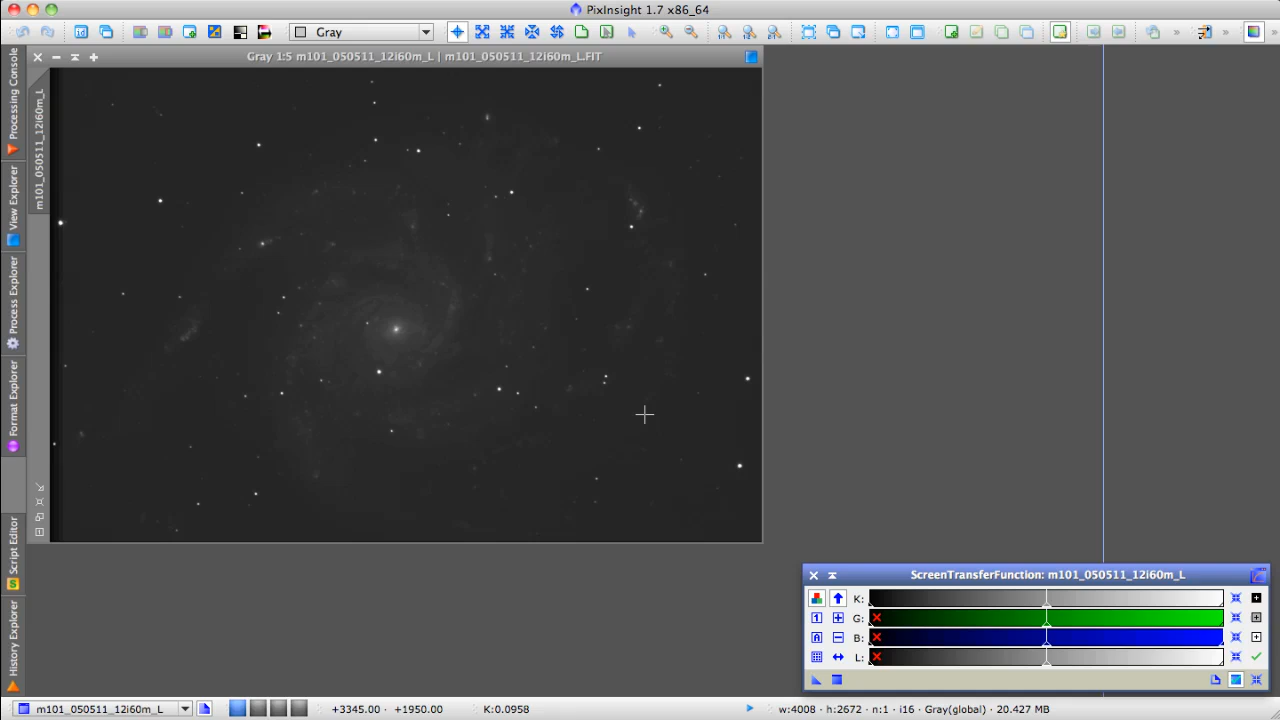 PixInsight 1.7 x86_64
Gray
Gray 1:5 m101_050511_12i60m_L | m101_050511_12i60m_L.FIT
m101_050511_12i60m_L
Processing Console
View Explorer
Process Explorer
Format Explorer
Script Editor
History Explorer
ScreenTransferFunction: m101_050511_12i60m_L
K:
G:
B:
L:
m101_050511_12i60m_L
+3345.00 · +1950.00
K:0.0958
w:4008 · h:2672 · n:1 · i16 · Gray(global) · 20.427 MB